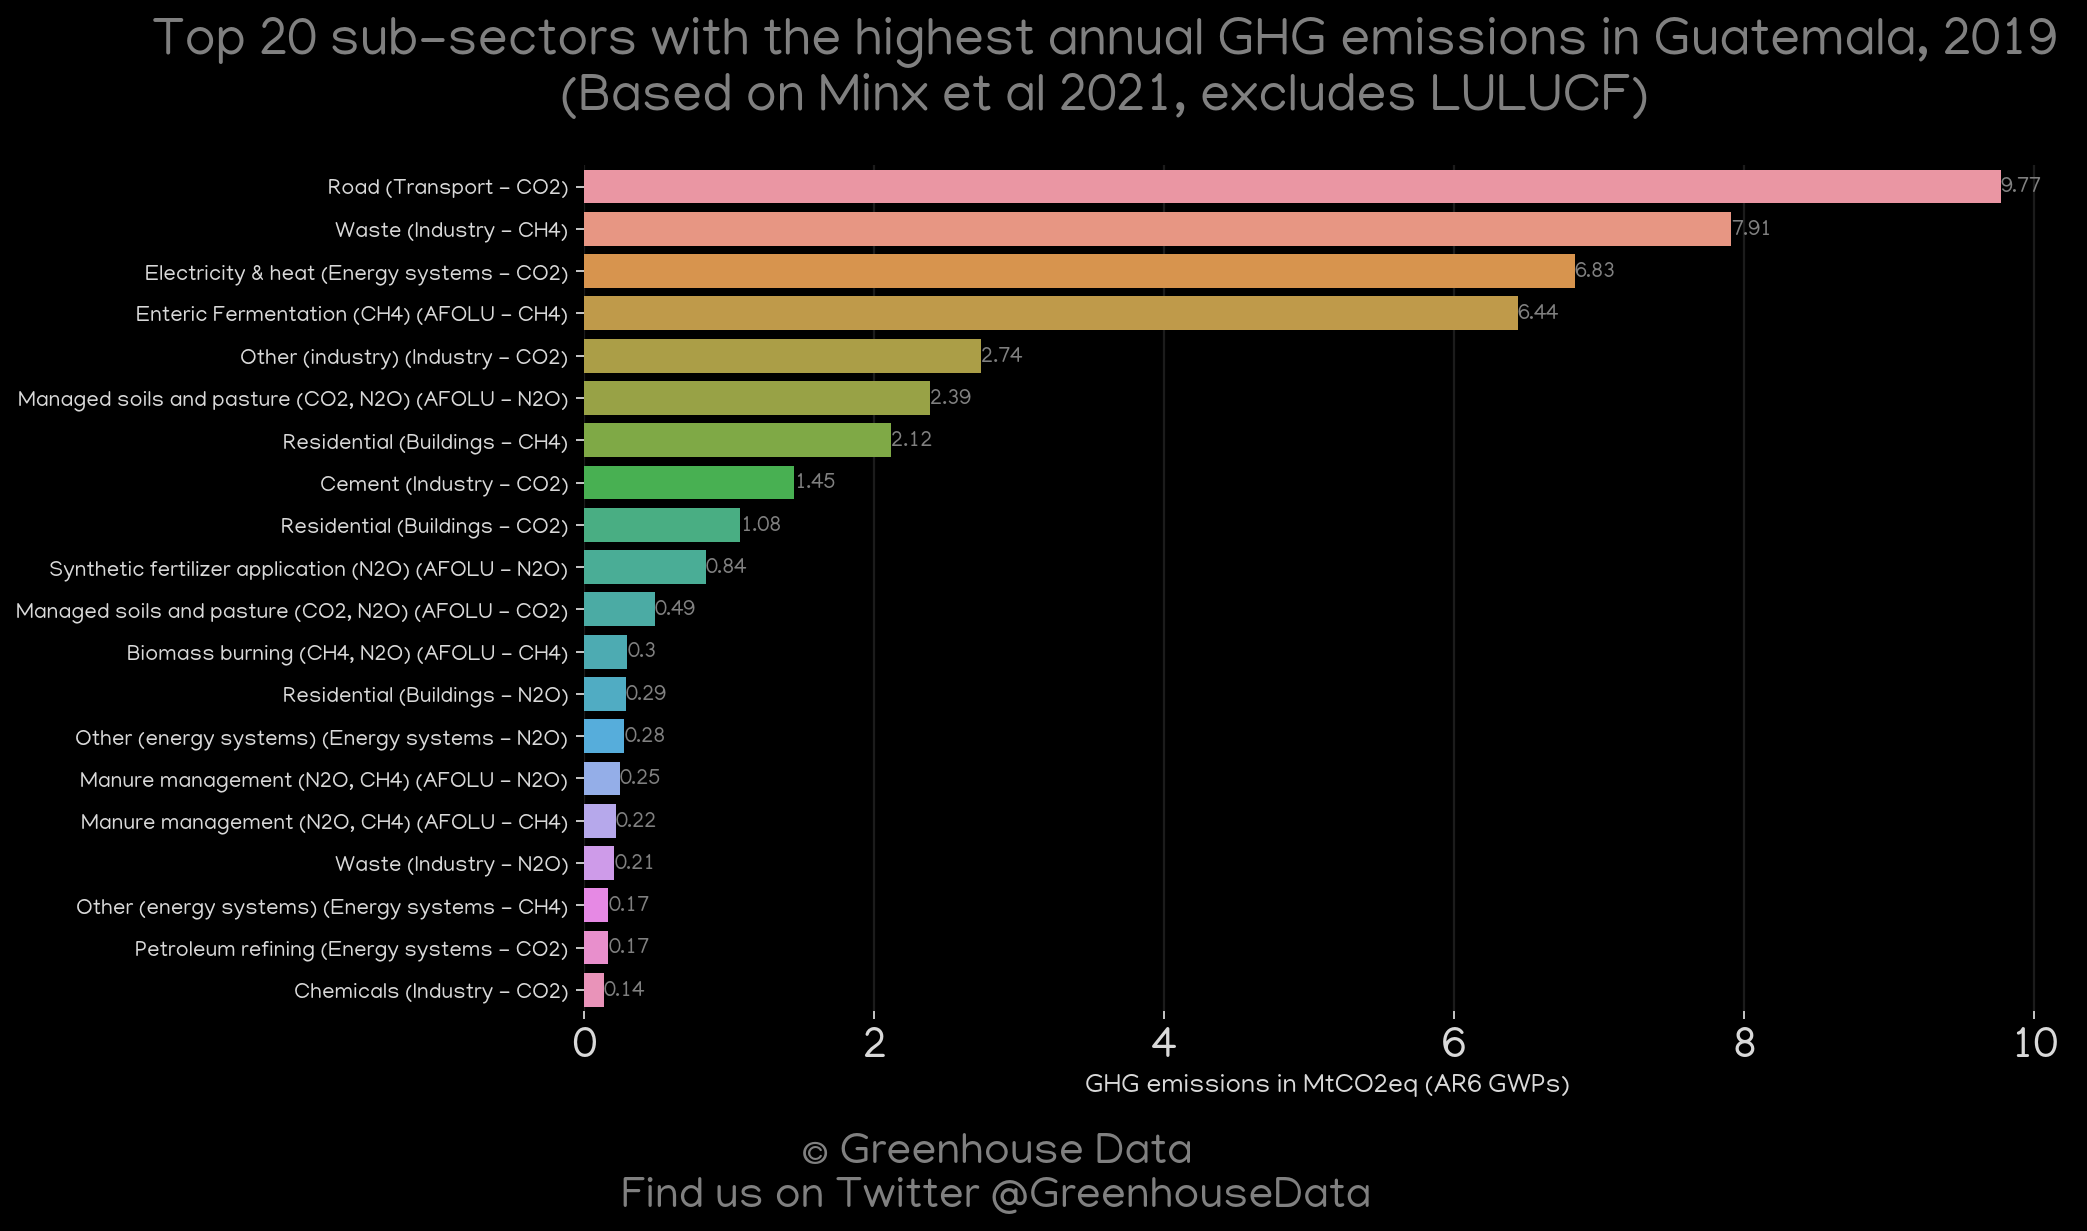 Top 20 sub-sectors with the highest annual GHG emissions in Guatemala, 2019
(Based on Minx et al 2021, excludes LULUCF)
Road (Transport - CO2) 9.77
Waste (Industry - CH4) 7.91
Electricity & heat (Energy systems - CO2) 6.83
Enteric Fermentation (CH4) (AFOLU - CH4) 6.44
Other (industry) (Industry - CO2) 2.74
Managed soils and pasture (CO2, N2O) (AFOLU - N2O) 2.39
Residential (Buildings - CH4) 2.12
Cement (Industry - CO2) 1.45
Residential (Buildings - CO2) 1.08
Synthetic fertilizer application (N2O) (AFOLU - N2O) 0.84
Managed soils and pasture (CO2, N2O) (AFOLU - CO2) 0.49
Biomass burning (CH4, N2O) (AFOLU - CH4) 0.3
Residential (Buildings - N2O) 0.29
Other (energy systems) (Energy systems - N2O) 0.28
Manure management (N2O, CH4) (AFOLU - N2O) 0.25
Manure management (N2O, CH4) (AFOLU - CH4) 0.22
Waste (Industry - N2O) 0.21
Other (energy systems) (Energy systems - CH4) 0.17
Petroleum refining (Energy systems - CO2) 0.17
Chemicals (Industry - CO2) 0.14
0 2 4 6 8 10
GHG emissions in MtCO2eq (AR6 GWPs)
© Greenhouse Data
Find us on Twitter @GreenhouseData